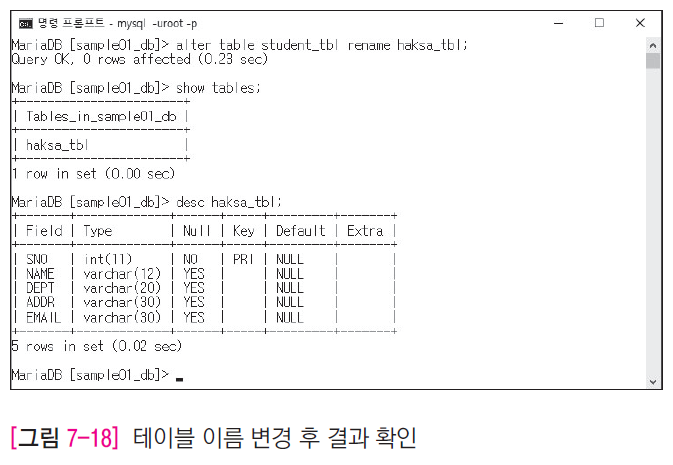 명령 프롬프트 - mysql -uroot -p
MariaDB [sample01_db]> alter table student_tbl rename haksa_tbl;
Query OK, 0 rows affected (0.23 sec)
MariaDB [sample01_db]> show tables;
+-----------------------+
| Tables_in_sample01_db |
+-----------------------+
| haksa_tbl             |
+-----------------------+
1 row in set (0.00 sec)
MariaDB [sample01_db]> desc haksa_tbl;
+-------+-------------+------+-----+---------+-------+
| Field | Type        | Null | Key | Default | Extra |
+-------+-------------+------+-----+---------+-------+
| SNO   | int(11)     | NO   | PRI | NULL    |       |
| NAME  | varchar(12) | YES  |     | NULL    |       |
| DEPT  | varchar(20) | YES  |     | NULL    |       |
| ADDR  | varchar(30) | YES  |     | NULL    |       |
| EMAIL | varchar(30) | YES  |     | NULL    |       |
+-------+-------------+------+-----+---------+-------+
5 rows in set (0.02 sec)
MariaDB [sample01_db]> _
[그림 7-18] 테이블 이름 변경 후 결과 확인